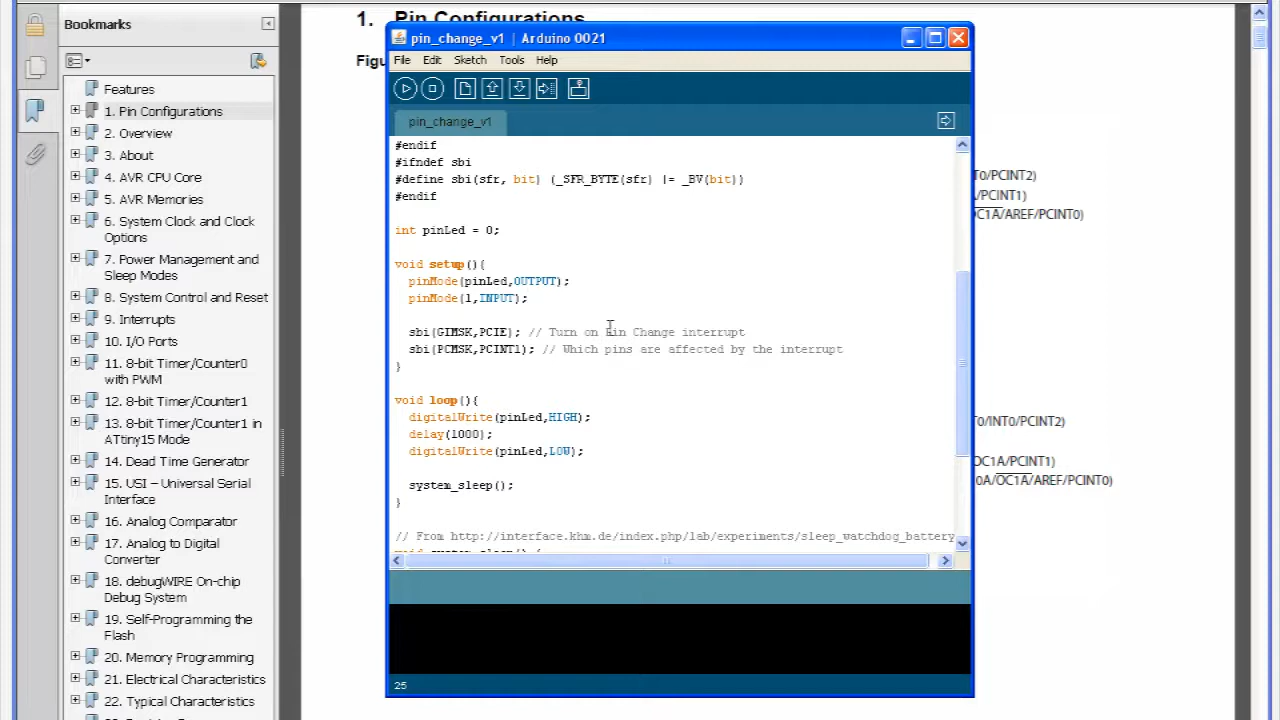 Bookmarks
Features
1. Pin Configurations
2. Overview
3. About
4. AVR CPU Core
5. AVR Memories
6. System Clock and Clock
Options
7. Power Management and
Sleep Modes
8. System Control and Reset
9. Interrupts
10. I/O Ports
11. 8-bit Timer/Counter0
with PWM
12. 8-bit Timer/Counter1
13. 8-bit Timer/Counter1 in
ATtiny15 Mode
14. Dead Time Generator
15. USI – Universal Serial
Interface
16. Analog Comparator
17. Analog to Digital
Converter
18. debugWIRE On-chip
Debug System
19. Self-Programming the
Flash
20. Memory Programming
21. Electrical Characteristics
22. Typical Characteristics
1. Pin Configurations
Figu
pin_change_v1 | Arduino 0021
File Edit Sketch Tools Help
pin_change_v1
#endif
#ifndef sbi
#define sbi(sfr, bit) (_SFR_BYTE(sfr) |= _BV(bit))
#endif
int pinLed = 0;
void setup(){
pinMode(pinLed,OUTPUT);
pinMode(1,INPUT);
sbi(GIMSK,PCIE); // Turn on Pin Change interrupt
sbi(PCMSK,PCINT1); // Which pins are affected by the interrupt
}
void loop(){
digitalWrite(pinLed,HIGH);
delay(1000);
digitalWrite(pinLed,LOW);
system_sleep();
}
// From http://interface.khm.de/index.php/lab/experiments/sleep_watchdog_battery
void system_sleep() {
25
T0/PCINT2)
/PCINT1)
OC1A/AREF/PCINT0)
0/INT0/PCINT2)
OC1A/PCINT1)
0A/OC1A/AREF/PCINT0)